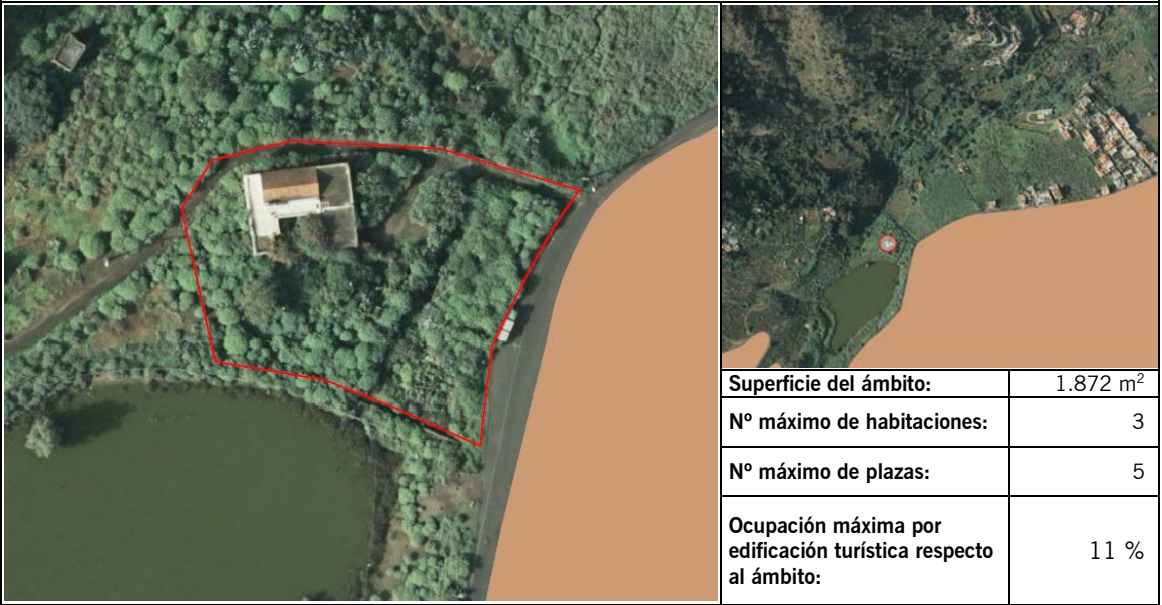 Superficie del ámbito: 1.872 m²
Nº máximo de habitaciones: 3
Nº máximo de plazas: 5
Ocupación máxima por
edificación turística respecto 11 %
al ámbito: